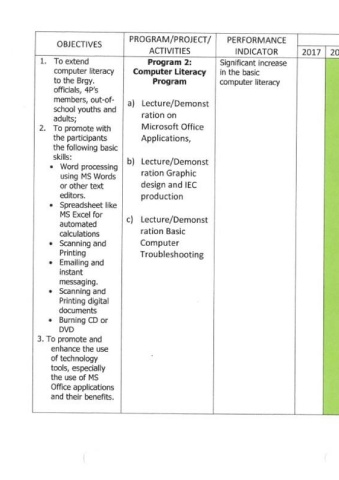 OBJECTIVES
PROGRAM/PROJECT/
ACTIVITIES
PERFORMANCE
INDICATOR
2017
20
1. To extend
computer literacy
to the Brgy.
officials, 4P's
members, out-of-
school youths and
adults;
2. To promote with
the participants
the following basic
skills:
• Word processing
using MS Words
or other text
editors.
• Spreadsheet like
MS Excel for
automated
calculations
• Scanning and
Printing
• Emailing and
instant
messaging.
• Scanning and
Printing digital
documents
• Burning CD or
DVD
3. To promote and
enhance the use
of technology
tools, especially
the use of MS
Office applications
and their benefits.
Program 2:
Computer Literacy
Program
a) Lecture/Demonst
ration on
Microsoft Office
Applications,
b) Lecture/Demonst
ration Graphic
design and IEC
production
c) Lecture/Demonst
ration Basic
Computer
Troubleshooting
Significant increase
in the basic
computer literacy